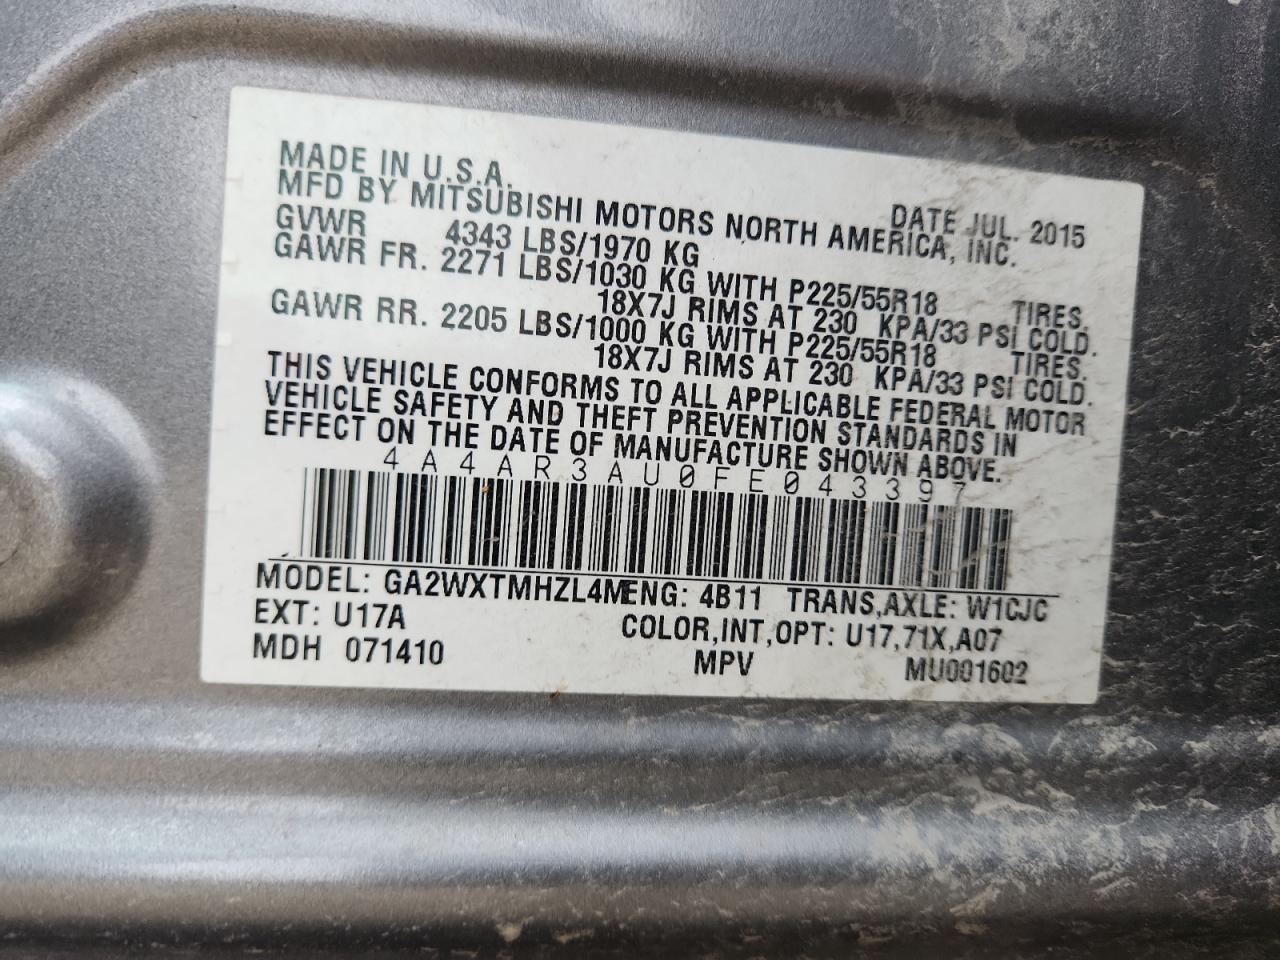 MADE IN U.S.A. DATE JUL. 2015
MFD BY MITSUBISHI MOTORS NORTH AMERICA, INC.
GVWR 4343 LBS/1970 KG
GAWR FR. 2271 LBS/1030 KG WITH P225/55R18 TIRES,
18X7J RIMS AT 230 KPA/33 PSI COLD.
GAWR RR. 2205 LBS/1000 KG WITH P225/55R18 TIRES.
18X7J RIMS AT 230 KPA/33 PSI COLD.
THIS VEHICLE CONFORMS TO ALL APPLICABLE FEDERAL MOTOR
VEHICLE SAFETY AND THEFT PREVENTION STANDARDS IN
EFFECT ON THE DATE OF MANUFACTURE SHOWN ABOVE.
4A4AR3AU0FE043397
MODEL: GA2WXTMHZL4M ENG: 4B11 TRANS,AXLE: W1CJC
EXT: U17A COLOR,INT,OPT: U17,71X,A07
MDH 071410 MPV MU001602